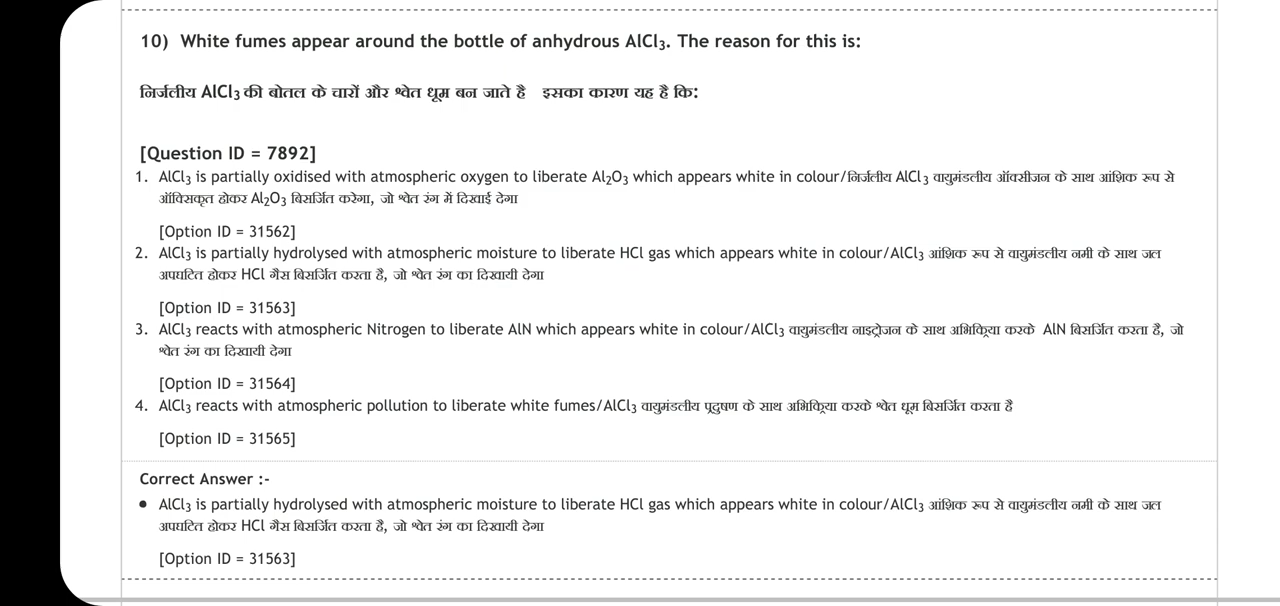 10) White fumes appear around the bottle of anhydrous AlCl₃. The reason for this is:
निर्जलीय AlCl₃ की बोतल के चारों और श्वेत धूम बन जाते है इसका कारण यह है कि:
[Question ID = 7892]
1. AlCl₃ is partially oxidised with atmospheric oxygen to liberate Al₂O₃ which appears white in colour/निर्जलीय AlCl₃ वायुमंडलीय ऑक्सीजन के साथ आंशिक रूप से
ऑक्सिकृत होकर Al₂O₃ बिसर्जित करेगा, जो श्वेत रंग में दिखाई देगा
[Option ID = 31562]
2. AlCl₃ is partially hydrolysed with atmospheric moisture to liberate HCl gas which appears white in colour/AlCl₃ आंशिक रूप से वायुमंडलीय नमी के साथ जल
अपघटित होकर HCl गैस बिसर्जित करता है, जो श्वेत रंग का दिखायी देगा
[Option ID = 31563]
3. AlCl₃ reacts with atmospheric Nitrogen to liberate AlN which appears white in colour/AlCl₃ वायुमंडलीय नाइट्रोजन के साथ अभिक्रिया करके AlN बिसर्जित करता है, जो
श्वेत रंग का दिखायी देगा
[Option ID = 31564]
4. AlCl₃ reacts with atmospheric pollution to liberate white fumes/AlCl₃ वायुमंडलीय प्रदुषण के साथ अभिक्रिया करके श्वेत धूम बिसर्जित करता है
[Option ID = 31565]
Correct Answer :-
• AlCl₃ is partially hydrolysed with atmospheric moisture to liberate HCl gas which appears white in colour/AlCl₃ आंशिक रूप से वायुमंडलीय नमी के साथ जल
अपघटित होकर HCl गैस बिसर्जित करता है, जो श्वेत रंग का दिखायी देगा
[Option ID = 31563]